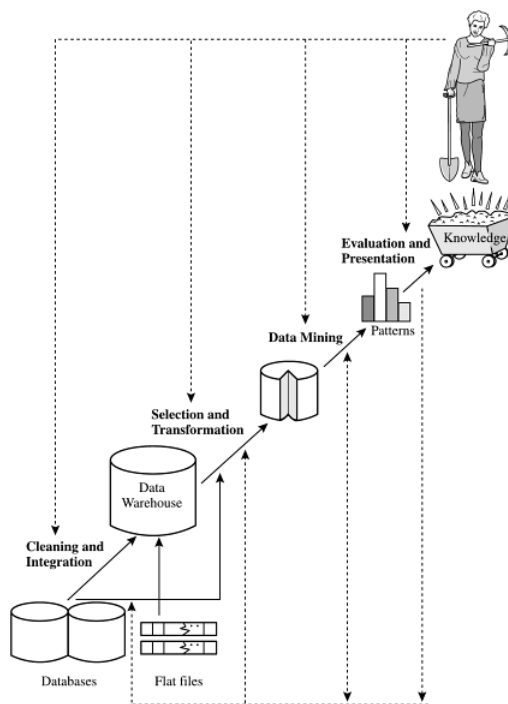 Knowledge
Evaluation and
Presentation
Patterns
Data Mining
Selection and
Transformation
Data
Warehouse
Cleaning and
Integration
Databases
Flat files